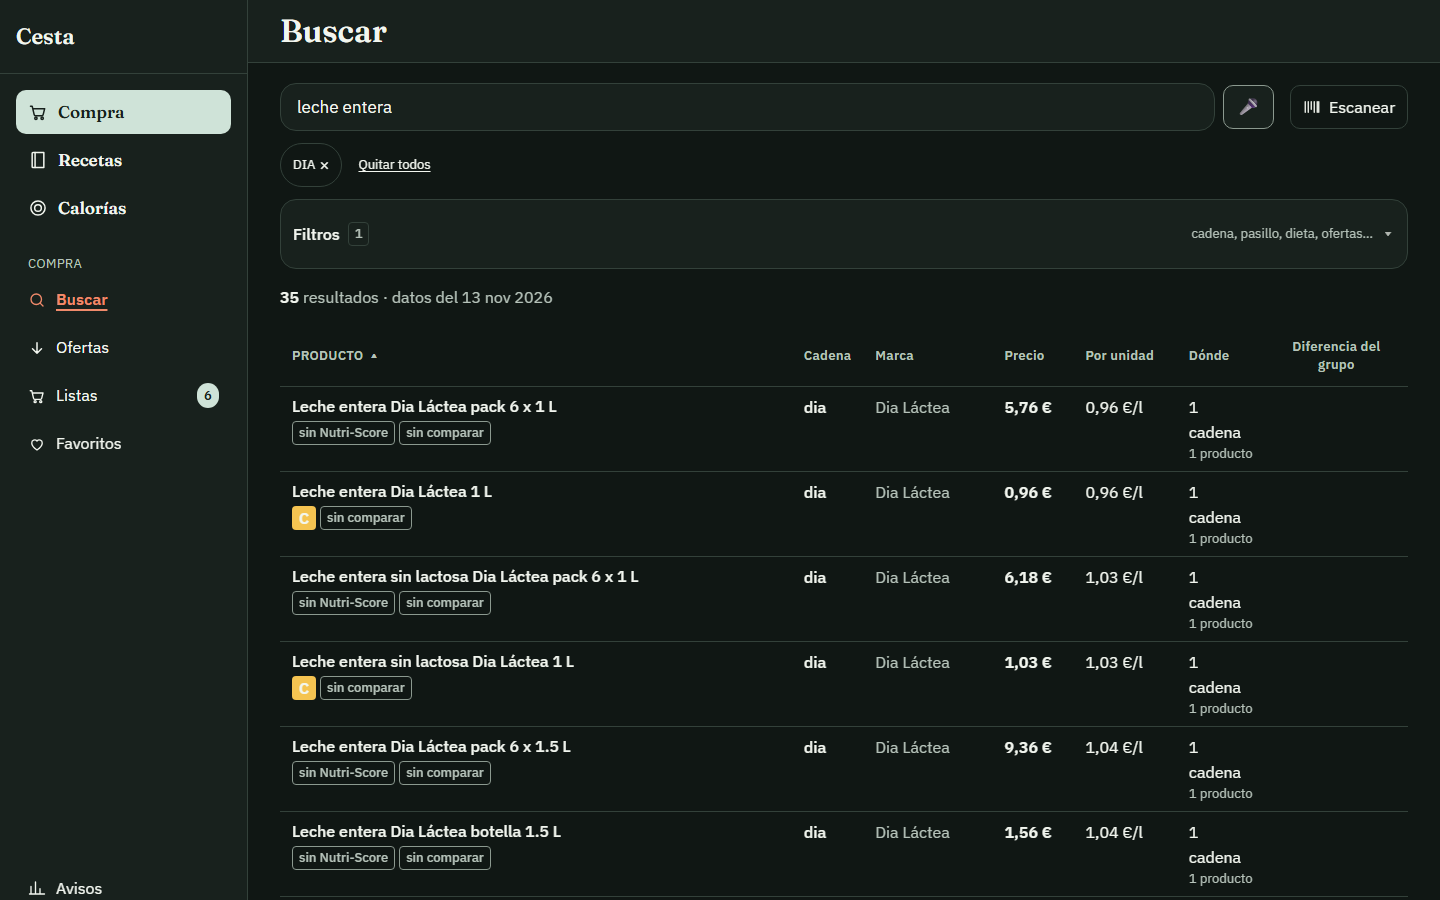 Cesta
Compra
Recetas
Calorías
COMPRA
Buscar
Ofertas
Listas 6
Favoritos
Avisos
Buscar
leche entera
Escanear
DIA ×
Quitar todos
Filtros 1
cadena, pasillo, dieta, ofertas...
35 resultados · datos del 13 nov 2026
PRODUCTO Cadena Marca Precio Por unidad Dónde Diferencia del
grupo
Leche entera Dia Láctea pack 6 x 1 L dia Dia Láctea 5,76 € 0,96 €/l 1
cadena
sin Nutri-Score sin comparar 1 producto
Leche entera Dia Láctea 1 L dia Dia Láctea 0,96 € 0,96 €/l 1
cadena
C sin comparar 1 producto
Leche entera sin lactosa Dia Láctea pack 6 x 1 L dia Dia Láctea 6,18 € 1,03 €/l 1
cadena
sin Nutri-Score sin comparar 1 producto
Leche entera sin lactosa Dia Láctea 1 L dia Dia Láctea 1,03 € 1,03 €/l 1
cadena
C sin comparar 1 producto
Leche entera Dia Láctea pack 6 x 1.5 L dia Dia Láctea 9,36 € 1,04 €/l 1
cadena
sin Nutri-Score sin comparar 1 producto
Leche entera Dia Láctea botella 1.5 L dia Dia Láctea 1,56 € 1,04 €/l 1
cadena
sin Nutri-Score sin comparar 1 producto